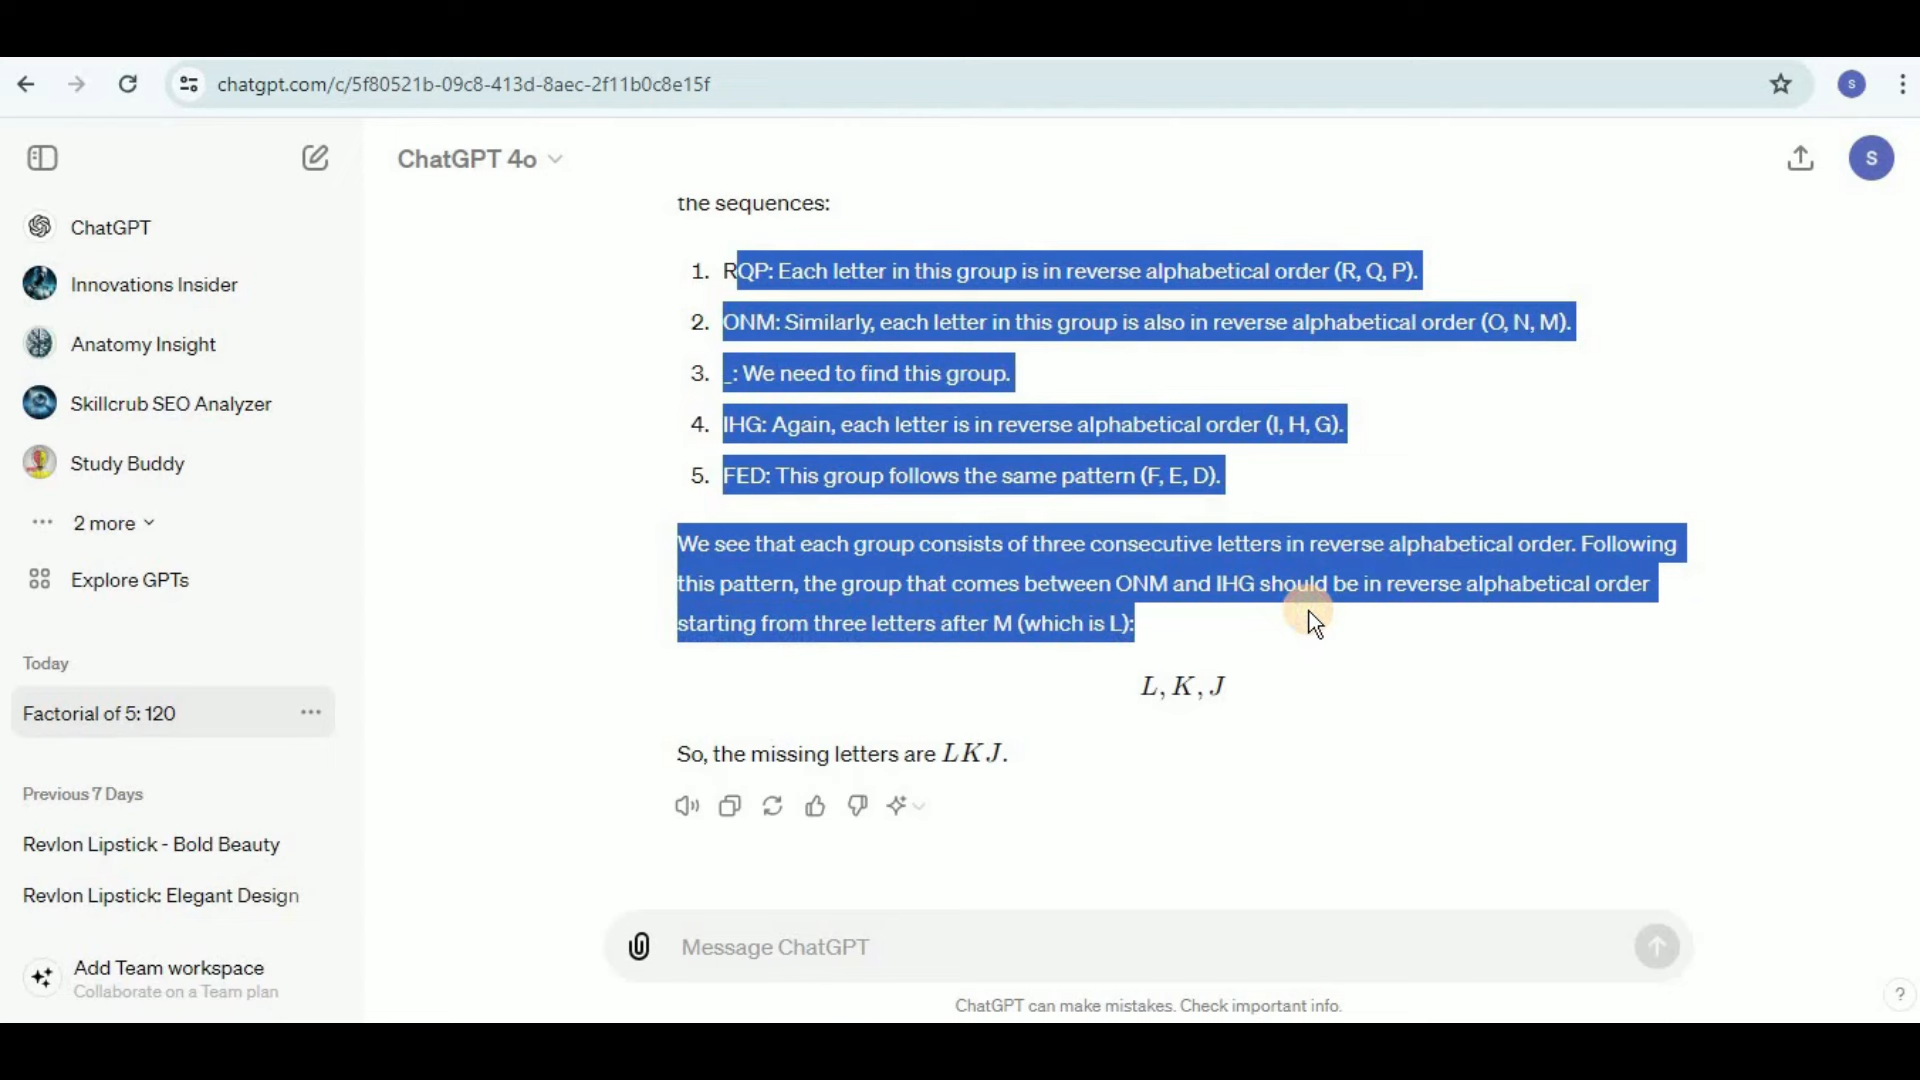 chatgpt.com/c/5f80521b-09c8-413d-8aec-2f11b0c8e15f
S
ChatGPT 4o
S
ChatGPT
Innovations Insider
Anatomy Insight
Skillcrub SEO Analyzer
Study Buddy
2 more
Explore GPTs
Today
Factorial of 5: 120
Previous 7 Days
Revlon Lipstick - Bold Beauty
Revlon Lipstick: Elegant Design
Add Team workspace
Collaborate on a Team plan
the sequences:
1. RQP: Each letter in this group is in reverse alphabetical order (R, Q, P).
2. ONM: Similarly, each letter in this group is also in reverse alphabetical order (O, N, M).
3. _: We need to find this group.
4. IHG: Again, each letter is in reverse alphabetical order (I, H, G).
5. FED: This group follows the same pattern (F, E, D).
We see that each group consists of three consecutive letters in reverse alphabetical order. Following
this pattern, the group that comes between ONM and IHG should be in reverse alphabetical order
starting from three letters after M (which is L):
L, K, J
So, the missing letters are LKJ.
Message ChatGPT
ChatGPT can make mistakes. Check important info.
?